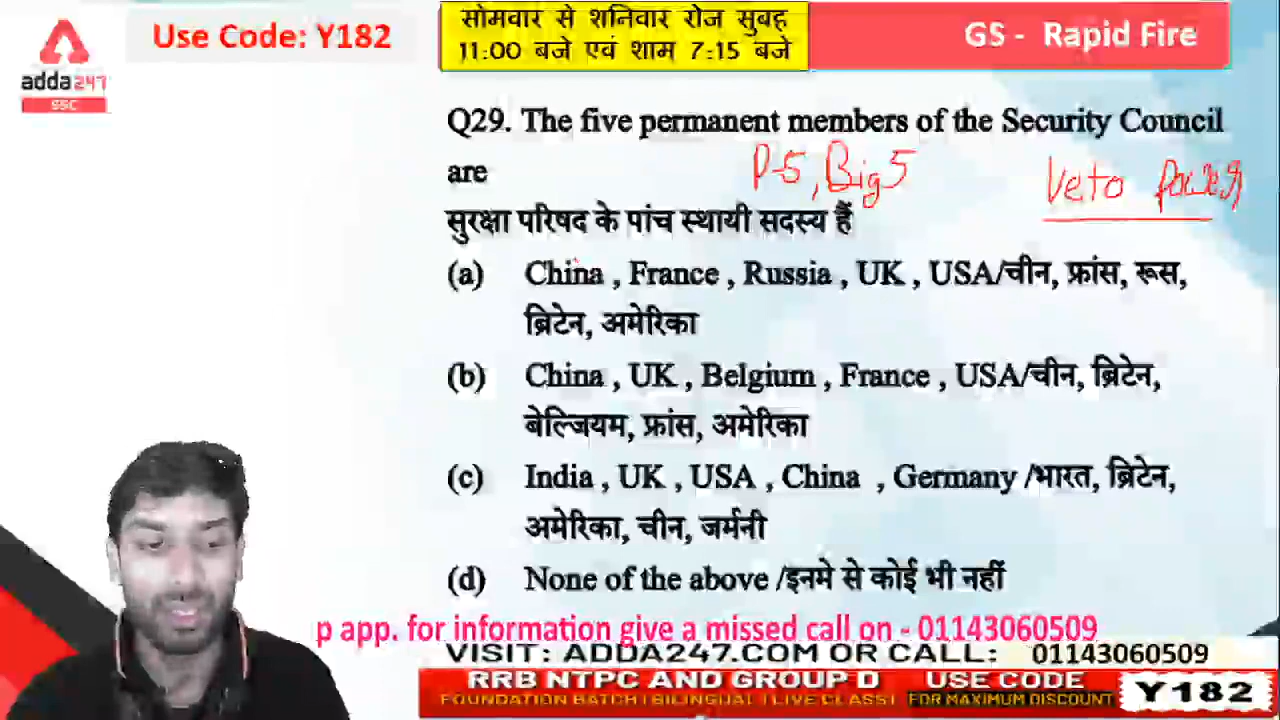 Use Code: Y182
सोमवार से शनिवार रोज सुबह
11:00 बजे एवं शाम 7:15 बजे
GS - Rapid Fire
adda247
SSC
Q29. The five permanent members of the Security Council
are
P-5, Big 5
Veto Power
सुरक्षा परिषद के पांच स्थायी सदस्य हैं
(a) China , France , Russia , UK , USA/चीन, फ्रांस, रूस,
ब्रिटेन, अमेरिका
(b) China , UK , Belgium , France , USA/चीन, ब्रिटेन,
बेल्जियम, फ्रांस, अमेरिका
(c) India , UK , USA , China , Germany /भारत, ब्रिटेन,
अमेरिका, चीन, जर्मनी
(d) None of the above /इनमे से कोई भी नहीं
p app. for information give a missed call on - 01143060509
VISIT: ADDA247.COM OR CALL: 01143060509
RRB NTPC AND GROUP D USE CODE
FOUNDATION BATCH | BILINGUAL | LIVE CLASS| FOR MAXIMUM DISCOUNT
Y182